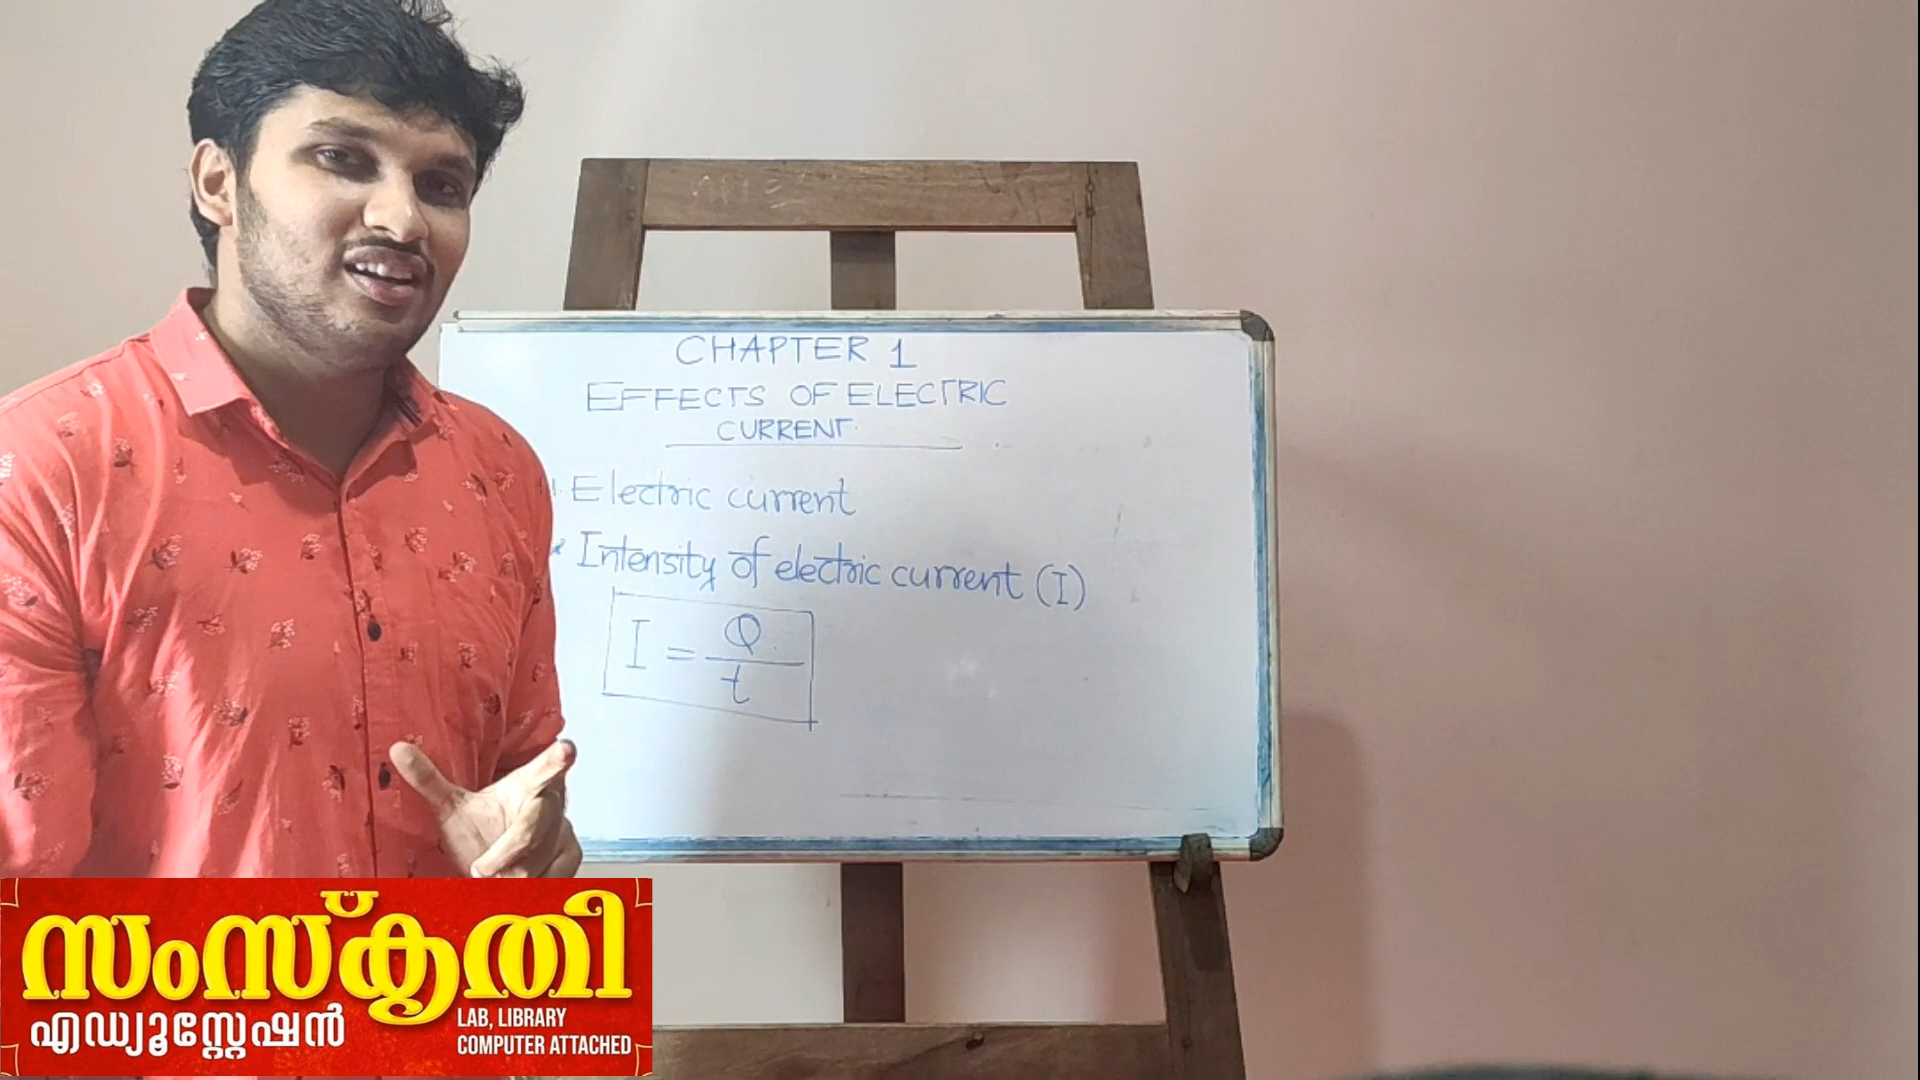 CHAPTER 1
EFFECTS OF ELECTRIC
CURRENT
Electric current
* Intensity of electric current (I)
I = Q/t
സംസ്കൃതീ
എഡ്യൂസ്റ്റേഷൻ
LAB, LIBRARY
COMPUTER ATTACHED